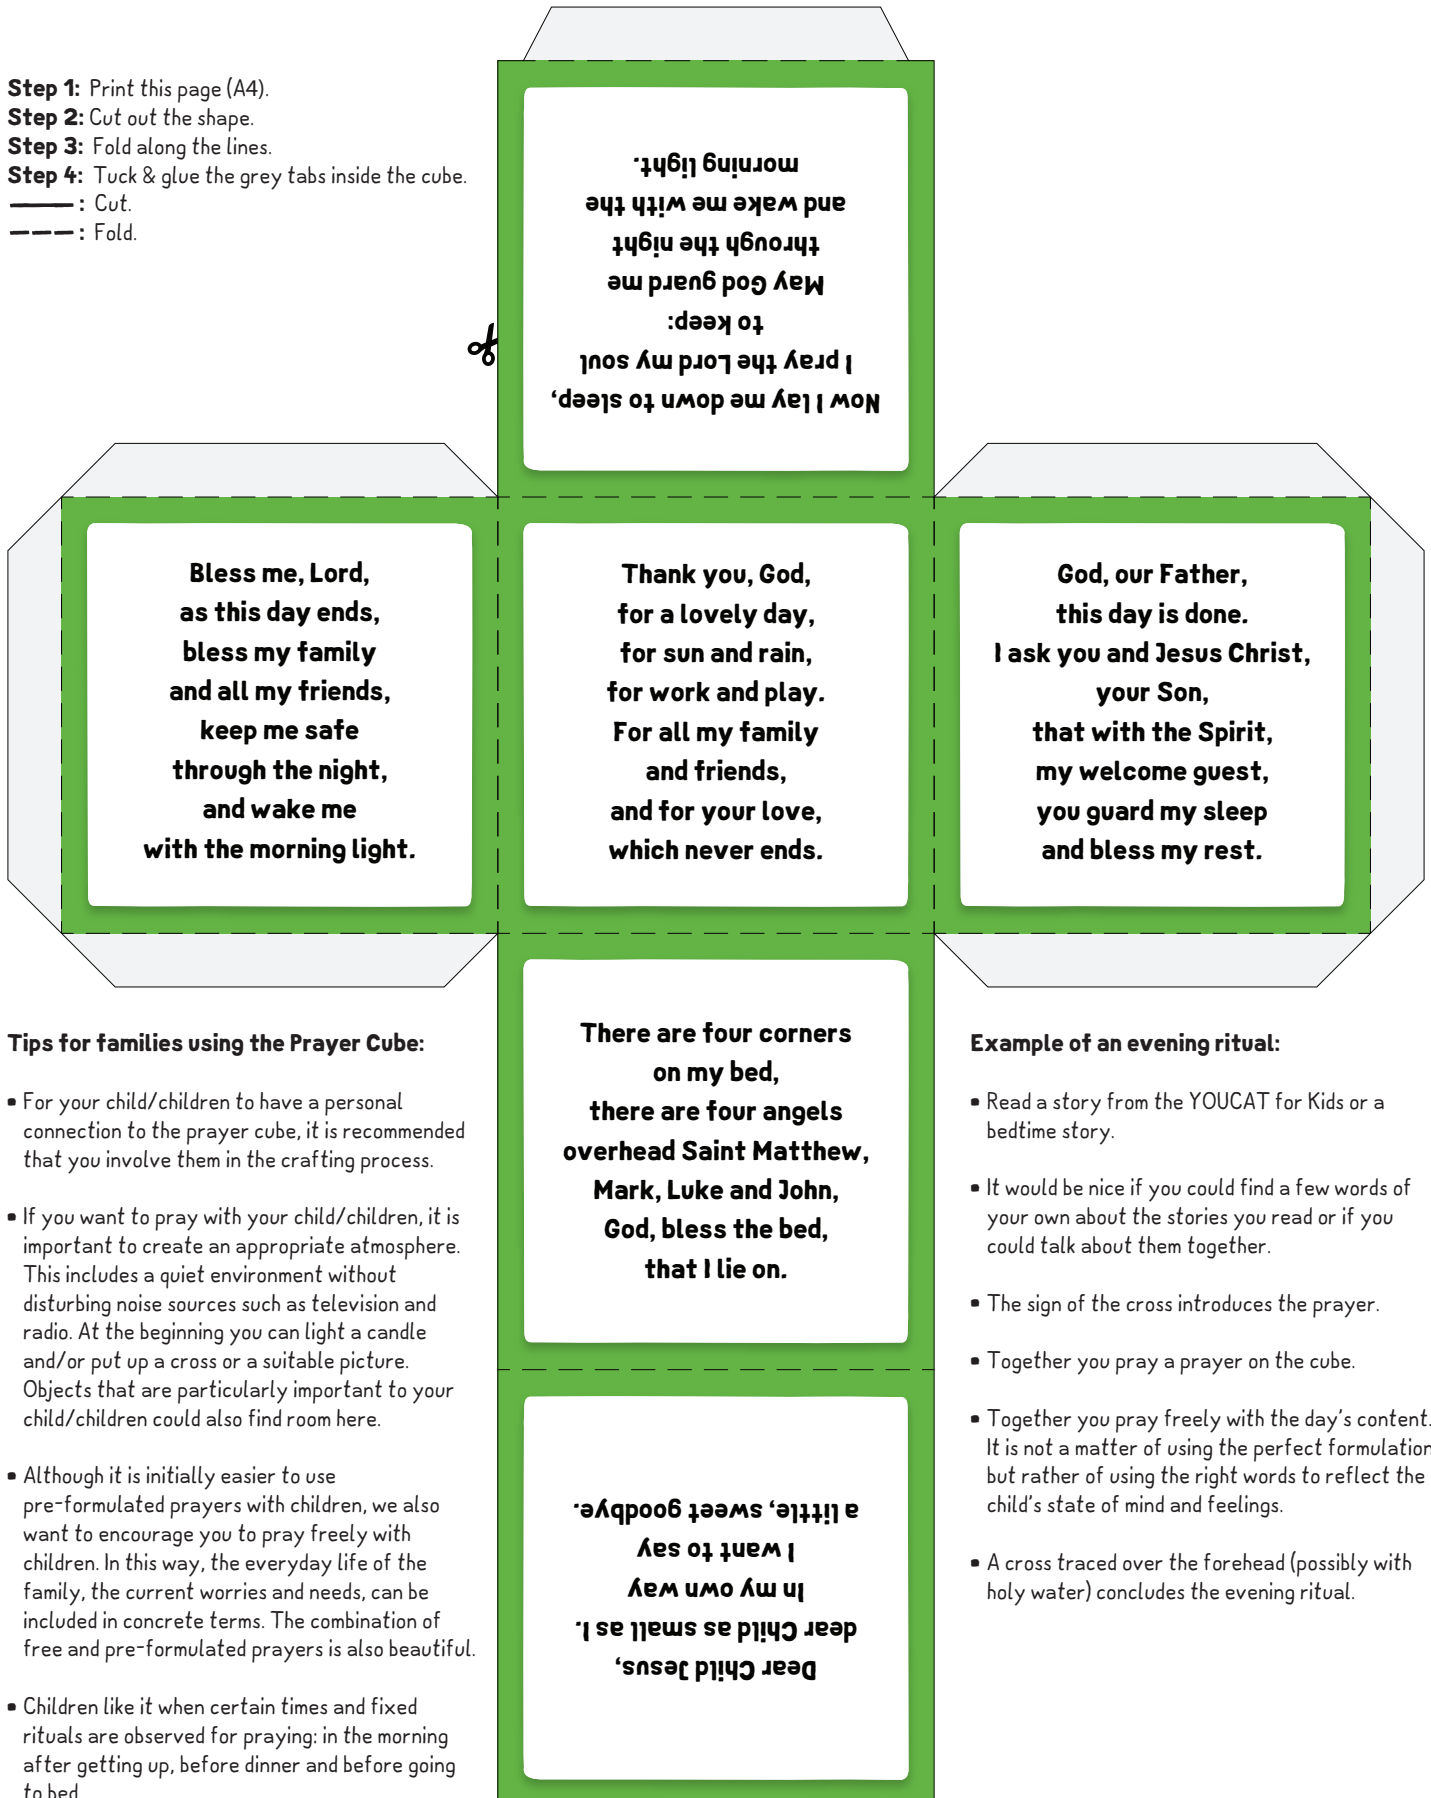 Step 1: Print this page (A4).
Step 2: Cut out the shape.
Step 3: Fold along the lines.
Step 4: Tuck & glue the grey tabs inside the cube.
: Cut.
: Fold.
Now I lay me down to sleep,
I pray the Lord my soul
to keep:
May God guard me
through the night
and wake me with the
morning light.
Bless me, Lord,
as this day ends,
bless my family
and all my friends,
keep me safe
through the night,
and wake me
with the morning light.
Thank you, God,
for a lovely day,
for sun and rain,
for work and play.
For all my family
and friends,
and for your love,
which never ends.
God, our Father,
this day is done.
I ask you and Jesus Christ,
your Son,
that with the Spirit,
my welcome guest,
you guard my sleep
and bless my rest.
There are four corners
on my bed,
there are four angels
overhead Saint Matthew,
Mark, Luke and John,
God, bless the bed,
that I lie on.
Dear Child Jesus,
dear Child as small as I.
In my own way
I want to say
a little, sweet goodbye.
Tips for families using the Prayer Cube:
• For your child/children to have a personal
connection to the prayer cube, it is recommended
that you involve them in the crafting process.
• If you want to pray with your child/children, it is
important to create an appropriate atmosphere.
This includes a quiet environment without
disturbing noise sources such as television and
radio. At the beginning you can light a candle
and/or put up a cross or a suitable picture.
Objects that are particularly important to your
child/children could also find room here.
• Although it is initially easier to use
pre-formulated prayers with children, we also
want to encourage you to pray freely with
children. In this way, the everyday life of the
family, the current worries and needs, can be
included in concrete terms. The combination of
free and pre-formulated prayers is also beautiful.
• Children like it when certain times and fixed
rituals are observed for praying: in the morning
after getting up, before dinner and before going
to bed
Example of an evening ritual:
• Read a story from the YOUCAT for Kids or a
bedtime story.
• It would be nice if you could find a few words of
your own about the stories you read or if you
could talk about them together.
• The sign of the cross introduces the prayer.
• Together you pray a prayer on the cube.
• Together you pray freely with the day's content.
It is not a matter of using the perfect formulation
but rather of using the right words to reflect the
child's state of mind and feelings.
• A cross traced over the forehead (possibly with
holy water) concludes the evening ritual.